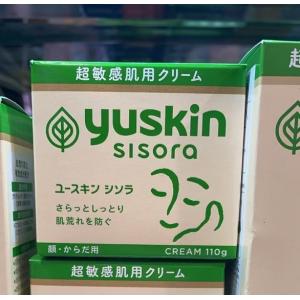 超敏感肌用クリーム
yuskin
sisora
ユースキン シソラ
さらっとしっとり
肌荒れを防ぐ
顔・からだ用
CREAM 110g
超敏感肌用クリーム